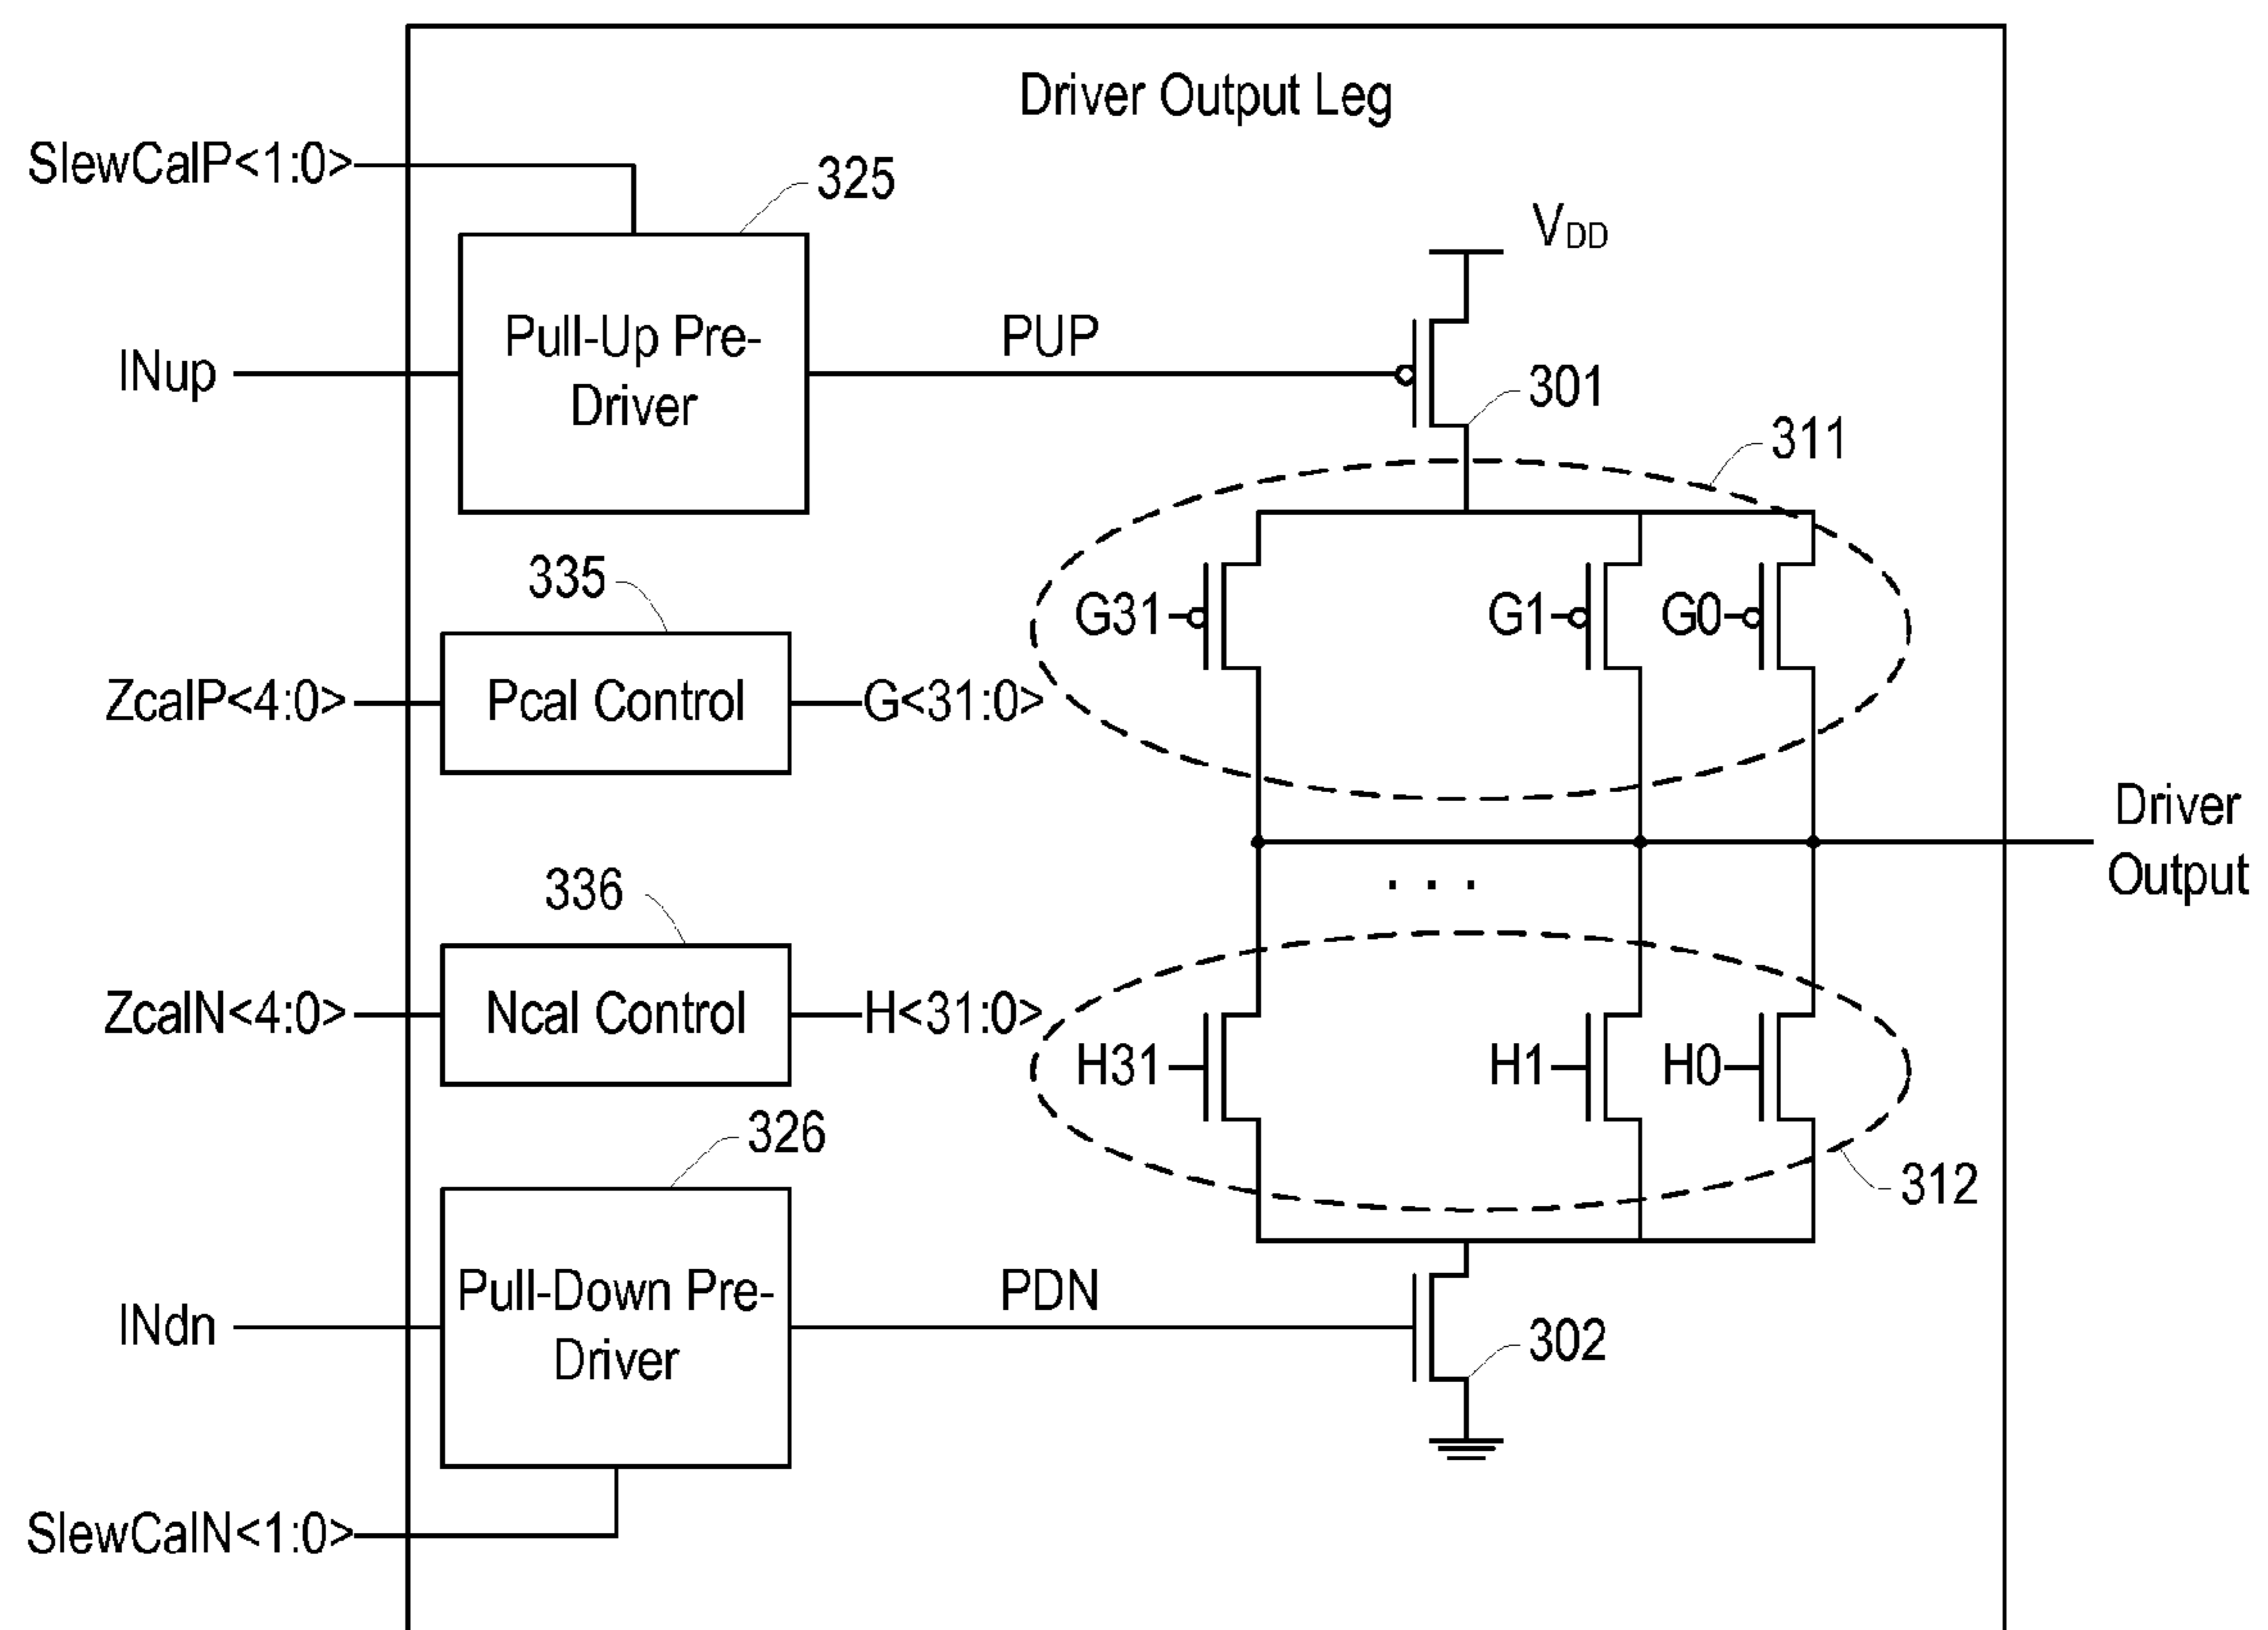 Driver Output Leg
SlewCalP<1:0>
325
VDD
INup
Pull-Up Pre-
Driver
PUP
301
311
335
G31
G1
G0
ZcalP<4:0>
Pcal Control
G<31:0>
Driver
Output
. . .
336
ZcalN<4:0>
Ncal Control
H<31:0>
H31
H1
H0
326
312
INdn
Pull-Down Pre-
Driver
PDN
302
SlewCalN<1:0>